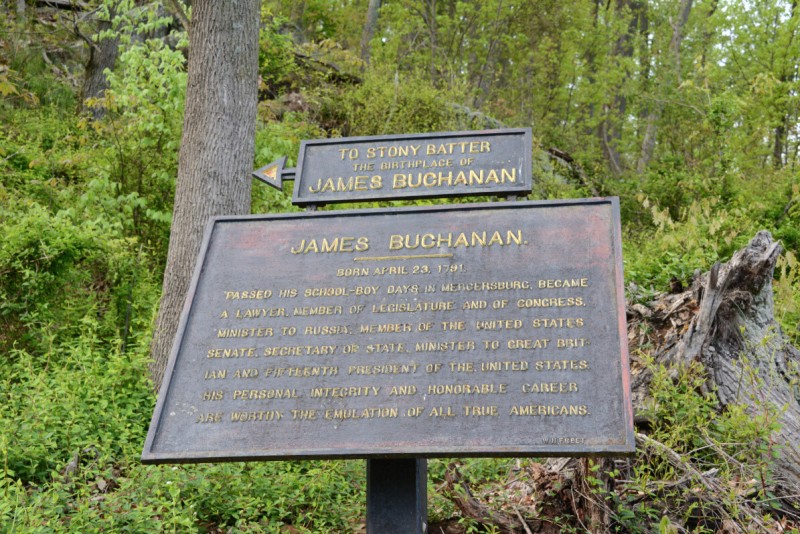 TO STONY BATTER
THE BIRTHPLACE OF
JAMES BUCHANAN
JAMES BUCHANAN.
BORN APRIL 23, 1791.
PASSED HIS SCHOOL-BOY DAYS IN MERCERSBURG, BECAME
A LAWYER, MEMBER OF LEGISLATURE AND OF CONGRESS,
MINISTER TO RUSSIA, MEMBER OF THE UNITED STATES
SENATE, SECRETARY OF STATE, MINISTER TO GREAT BRIT-
IAN AND FIFTEENTH PRESIDENT OF THE UNITED STATES.
HIS PERSONAL INTEGRITY AND HONORABLE CAREER
ARE WORTHY THE EMULATION OF ALL TRUE AMERICANS.